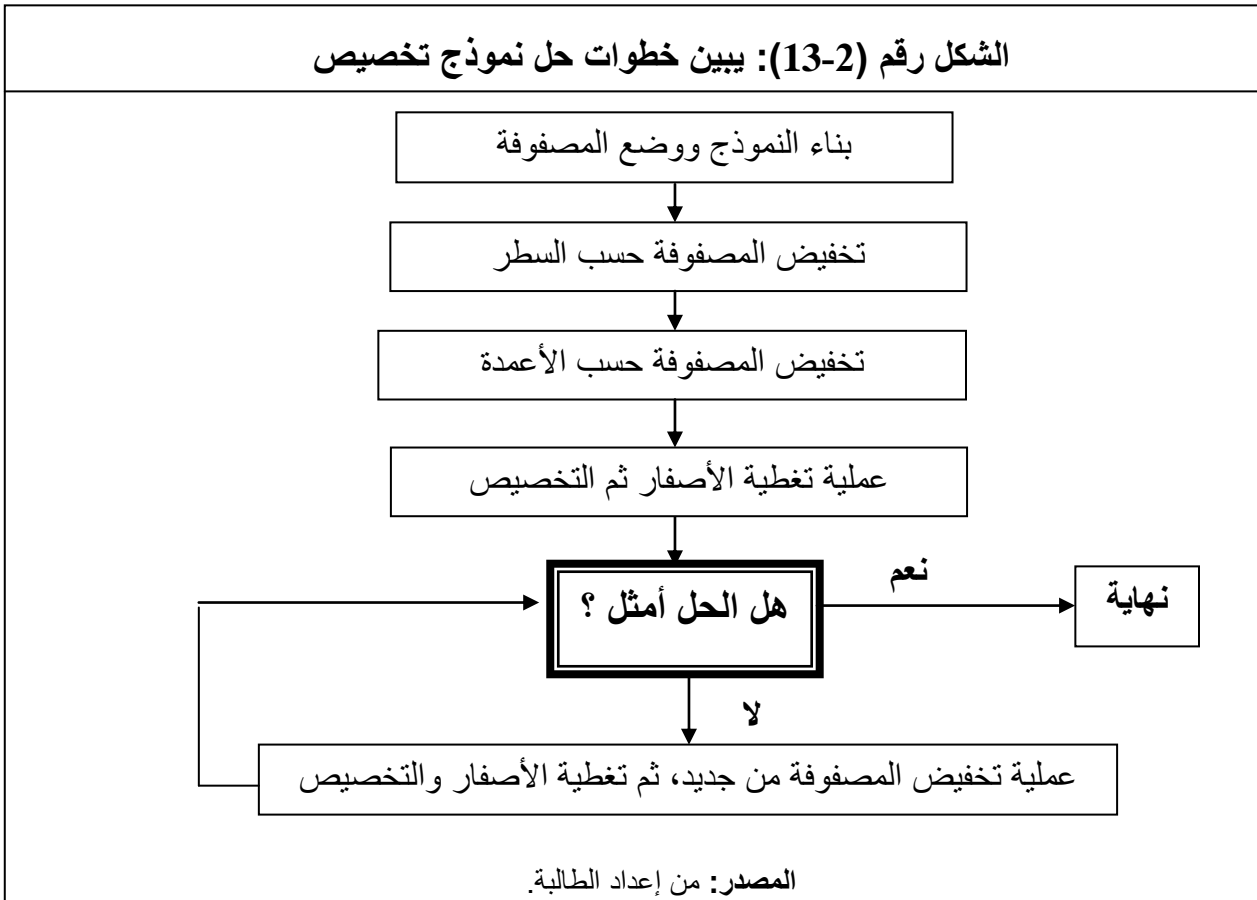 الشكل رقم (2-13): يبين خطوات حل نموذج تخصيص
بناء النموذج ووضع المصفوفة
تخفيض المصفوفة حسب السطر
تخفيض المصفوفة حسب الأعمدة
عملية تغطية الأصفار ثم التخصيص
هل الحل أمثل ؟
نعم
نهاية
لا
عملية تخفيض المصفوفة من جديد، ثم تغطية الأصفار والتخصيص
المصدر: من إعداد الطالبة.